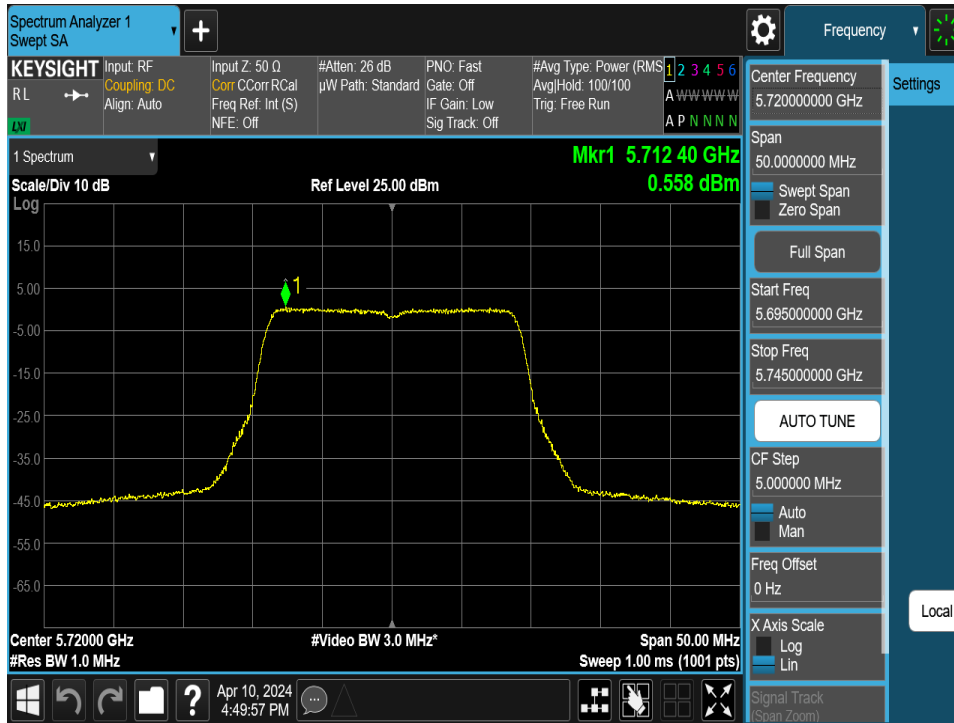 Spectrum Analyzer 1
Swept SA
+
Frequency
KEYSIGHT
R L
LXI
Input: RF
Coupling: DC
Align: Auto
Input Z: 50 Ω
Corr CCorr RCal
Freq Ref: Int (S)
NFE: Off
#Atten: 26 dB
µW Path: Standard
PNO: Fast
Gate: Off
IF Gain: Low
Sig Track: Off
#Avg Type: Power (RMS
Avg|Hold: 100/100
Trig: Free Run
1 2 3 4 5 6
A W W W W W
A P N N N N
1 Spectrum
Scale/Div 10 dB
Log
Ref Level 25.00 dBm
Mkr1 5.712 40 GHz
0.558 dBm
1
15.0
5.00
-5.00
-15.0
-25.0
-35.0
-45.0
-55.0
-65.0
Center 5.72000 GHz
#Res BW 1.0 MHz
#Video BW 3.0 MHz*
Span 50.00 MHz
Sweep 1.00 ms (1001 pts)
?
Apr 10, 2024
4:49:57 PM
Center Frequency
5.720000000 GHz
Span
50.0000000 MHz
Swept Span
Zero Span
Full Span
Start Freq
5.695000000 GHz
Stop Freq
5.745000000 GHz
AUTO TUNE
CF Step
5.000000 MHz
Auto
Man
Freq Offset
0 Hz
X Axis Scale
Log
Lin
Signal Track
(Span Zoom)
Settings
Local